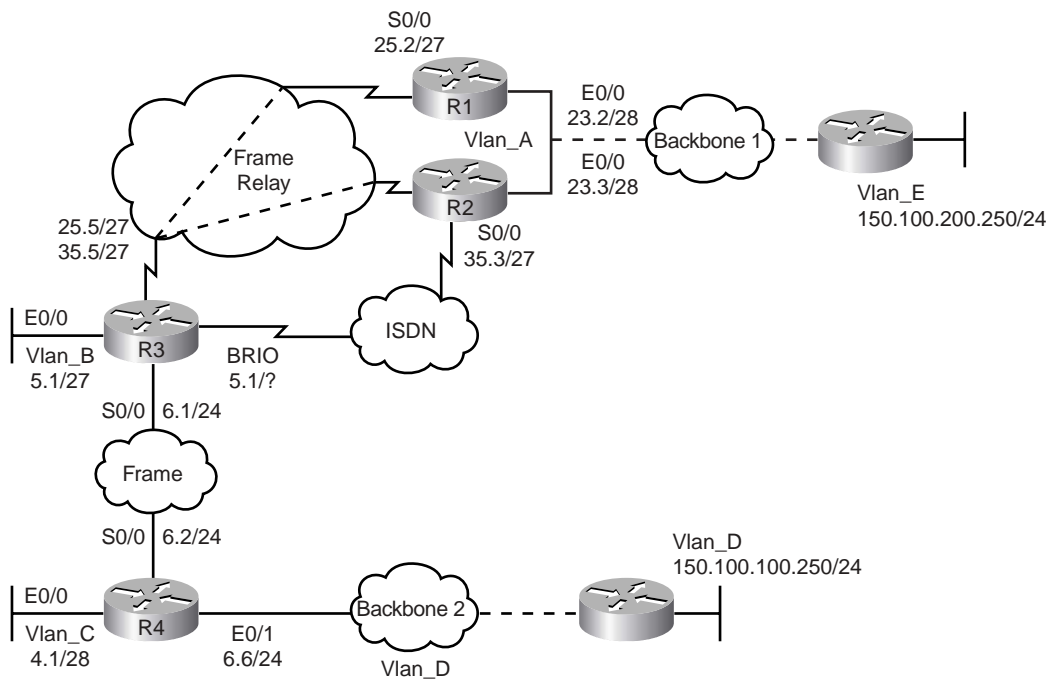 S0/0
25.2/27
R1
E0/0
23.2/28
Vlan_A
Backbone 1
Frame
Relay
E0/0
23.3/28
R2
Vlan_E
150.100.200.250/24
25.5/27
35.5/27
S0/0
35.3/27
E0/0
R3
ISDN
Vlan_B
5.1/27
BRIO
5.1/?
S0/0
6.1/24
Frame
S0/0
6.2/24
Vlan_D
150.100.100.250/24
E0/0
R4
Backbone 2
Vlan_C
4.1/28
E0/1
6.6/24
Vlan_D